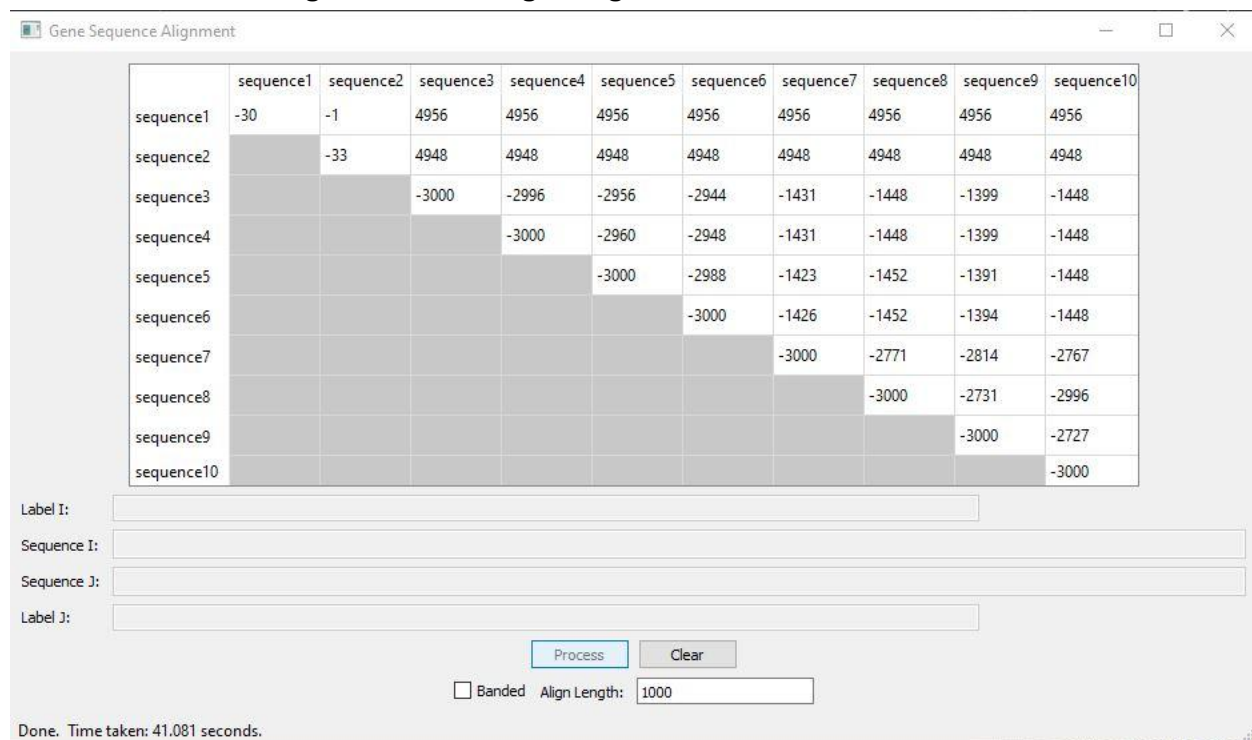 Gene Sequence Alignment
sequence1 sequence2 sequence3 sequence4 sequence5 sequence6 sequence7 sequence8 sequence9 sequence10
sequence1 -30 -1 4956 4956 4956 4956 4956 4956 4956 4956
sequence2 -33 4948 4948 4948 4948 4948 4948 4948 4948
sequence3 -3000 -2996 -2956 -2944 -1431 -1448 -1399 -1448
sequence4 -3000 -2960 -2948 -1431 -1448 -1399 -1448
sequence5 -3000 -2988 -1423 -1452 -1391 -1448
sequence6 -3000 -1426 -1452 -1394 -1448
sequence7 -3000 -2771 -2814 -2767
sequence8 -3000 -2731 -2996
sequence9 -3000 -2727
sequence10 -3000
Label I:
Sequence I:
Sequence J:
Label J:
Process Clear
Banded Align Length: 1000
Done. Time taken: 41.081 seconds.